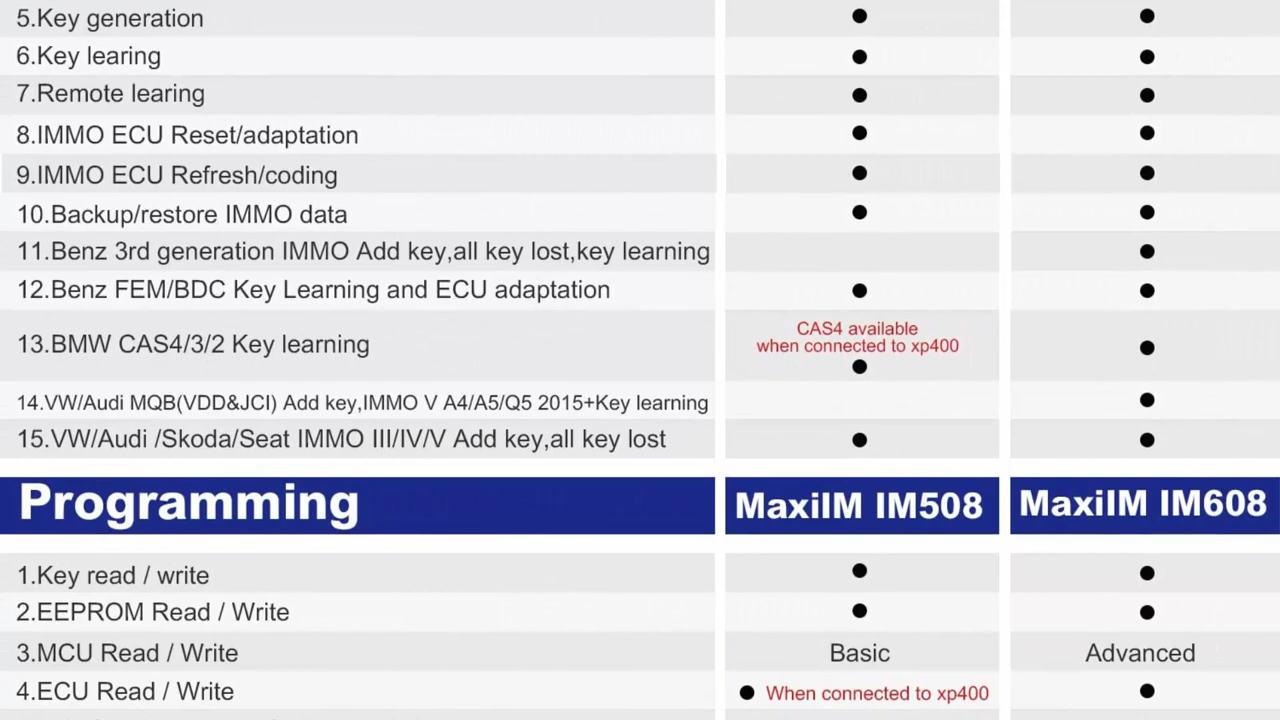 5.Key generation ● ●
6.Key learing ● ●
7.Remote learing ● ●
8.IMMO ECU Reset/adaptation ● ●
9.IMMO ECU Refresh/coding ● ●
10.Backup/restore IMMO data ● ●
11.Benz 3rd generation IMMO Add key,all key lost,key learning ●
12.Benz FEM/BDC Key Learning and ECU adaptation ● ●
13.BMW CAS4/3/2 Key learning CAS4 available
when connected to xp400
● ●
14.VW/Audi MQB(VDD&JCI) Add key,IMMO V A4/A5/Q5 2015+Key learning ●
15.VW/Audi /Skoda/Seat IMMO III/IV/V Add key,all key lost ● ●
Programming MaxiIM IM508 MaxiIM IM608
1.Key read / write ● ●
2.EEPROM Read / Write ● ●
3.MCU Read / Write Basic Advanced
4.ECU Read / Write ● When connected to xp400 ●